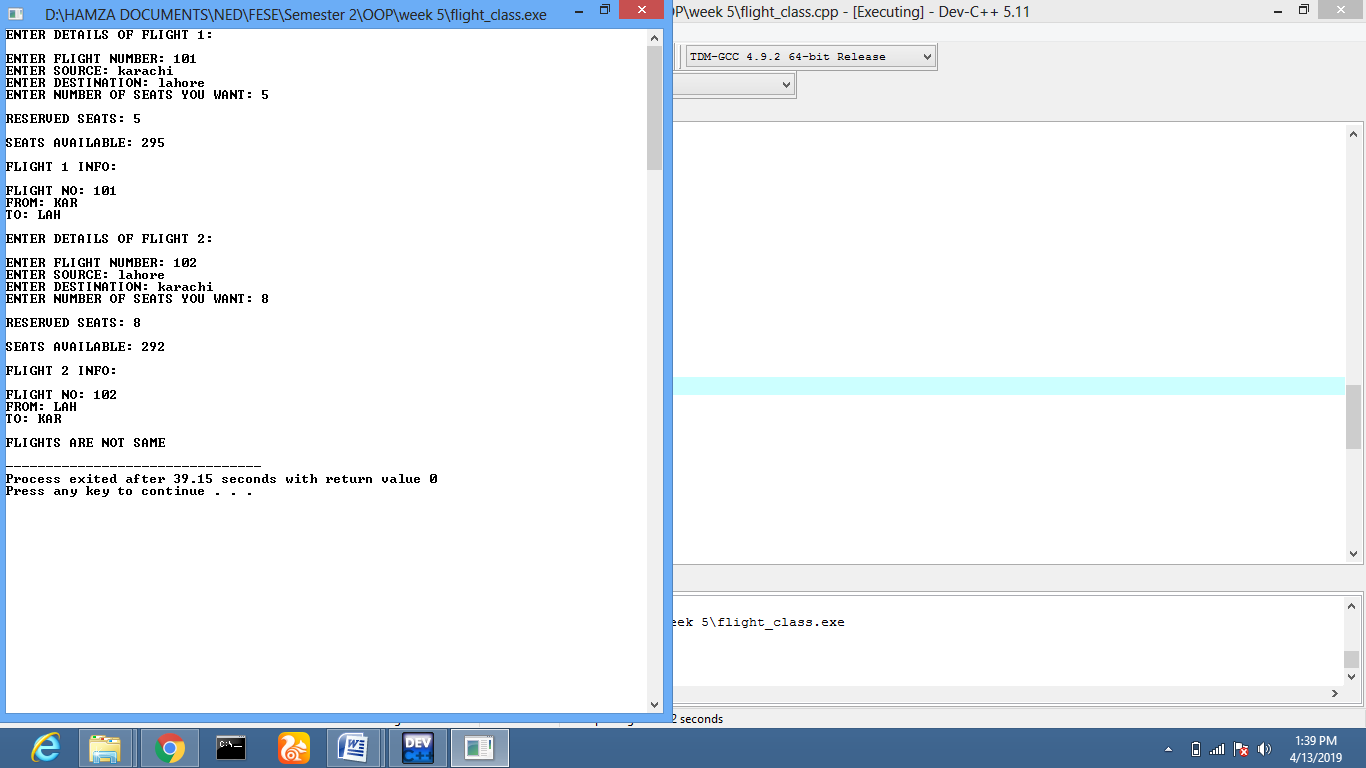 D:\HAMZA DOCUMENTS\NED\FESE\Semester 2\OOP\week 5\flight_class.exe
OP\week 5\flight_class.cpp - [Executing] - Dev-C++ 5.11
TDM-GCC 4.9.2 64-bit Release
ENTER DETAILS OF FLIGHT 1:
ENTER FLIGHT NUMBER: 101
ENTER SOURCE: karachi
ENTER DESTINATION: lahore
ENTER NUMBER OF SEATS YOU WANT: 5
RESERVED SEATS: 5
SEATS AVAILABLE: 295
FLIGHT 1 INFO:
FLIGHT NO: 101
FROM: KAR
TO: LAH
ENTER DETAILS OF FLIGHT 2:
ENTER FLIGHT NUMBER: 102
ENTER SOURCE: lahore
ENTER DESTINATION: karachi
ENTER NUMBER OF SEATS YOU WANT: 8
RESERVED SEATS: 8
SEATS AVAILABLE: 292
FLIGHT 2 INFO:
FLIGHT NO: 102
FROM: LAH
TO: KAR
FLIGHTS ARE NOT SAME
--------------------------------
Process exited after 39.15 seconds with return value 0
Press any key to continue . . .
eek 5\flight_class.exe
2 seconds
C:\_
DEV
C++
1:39 PM
4/13/2019